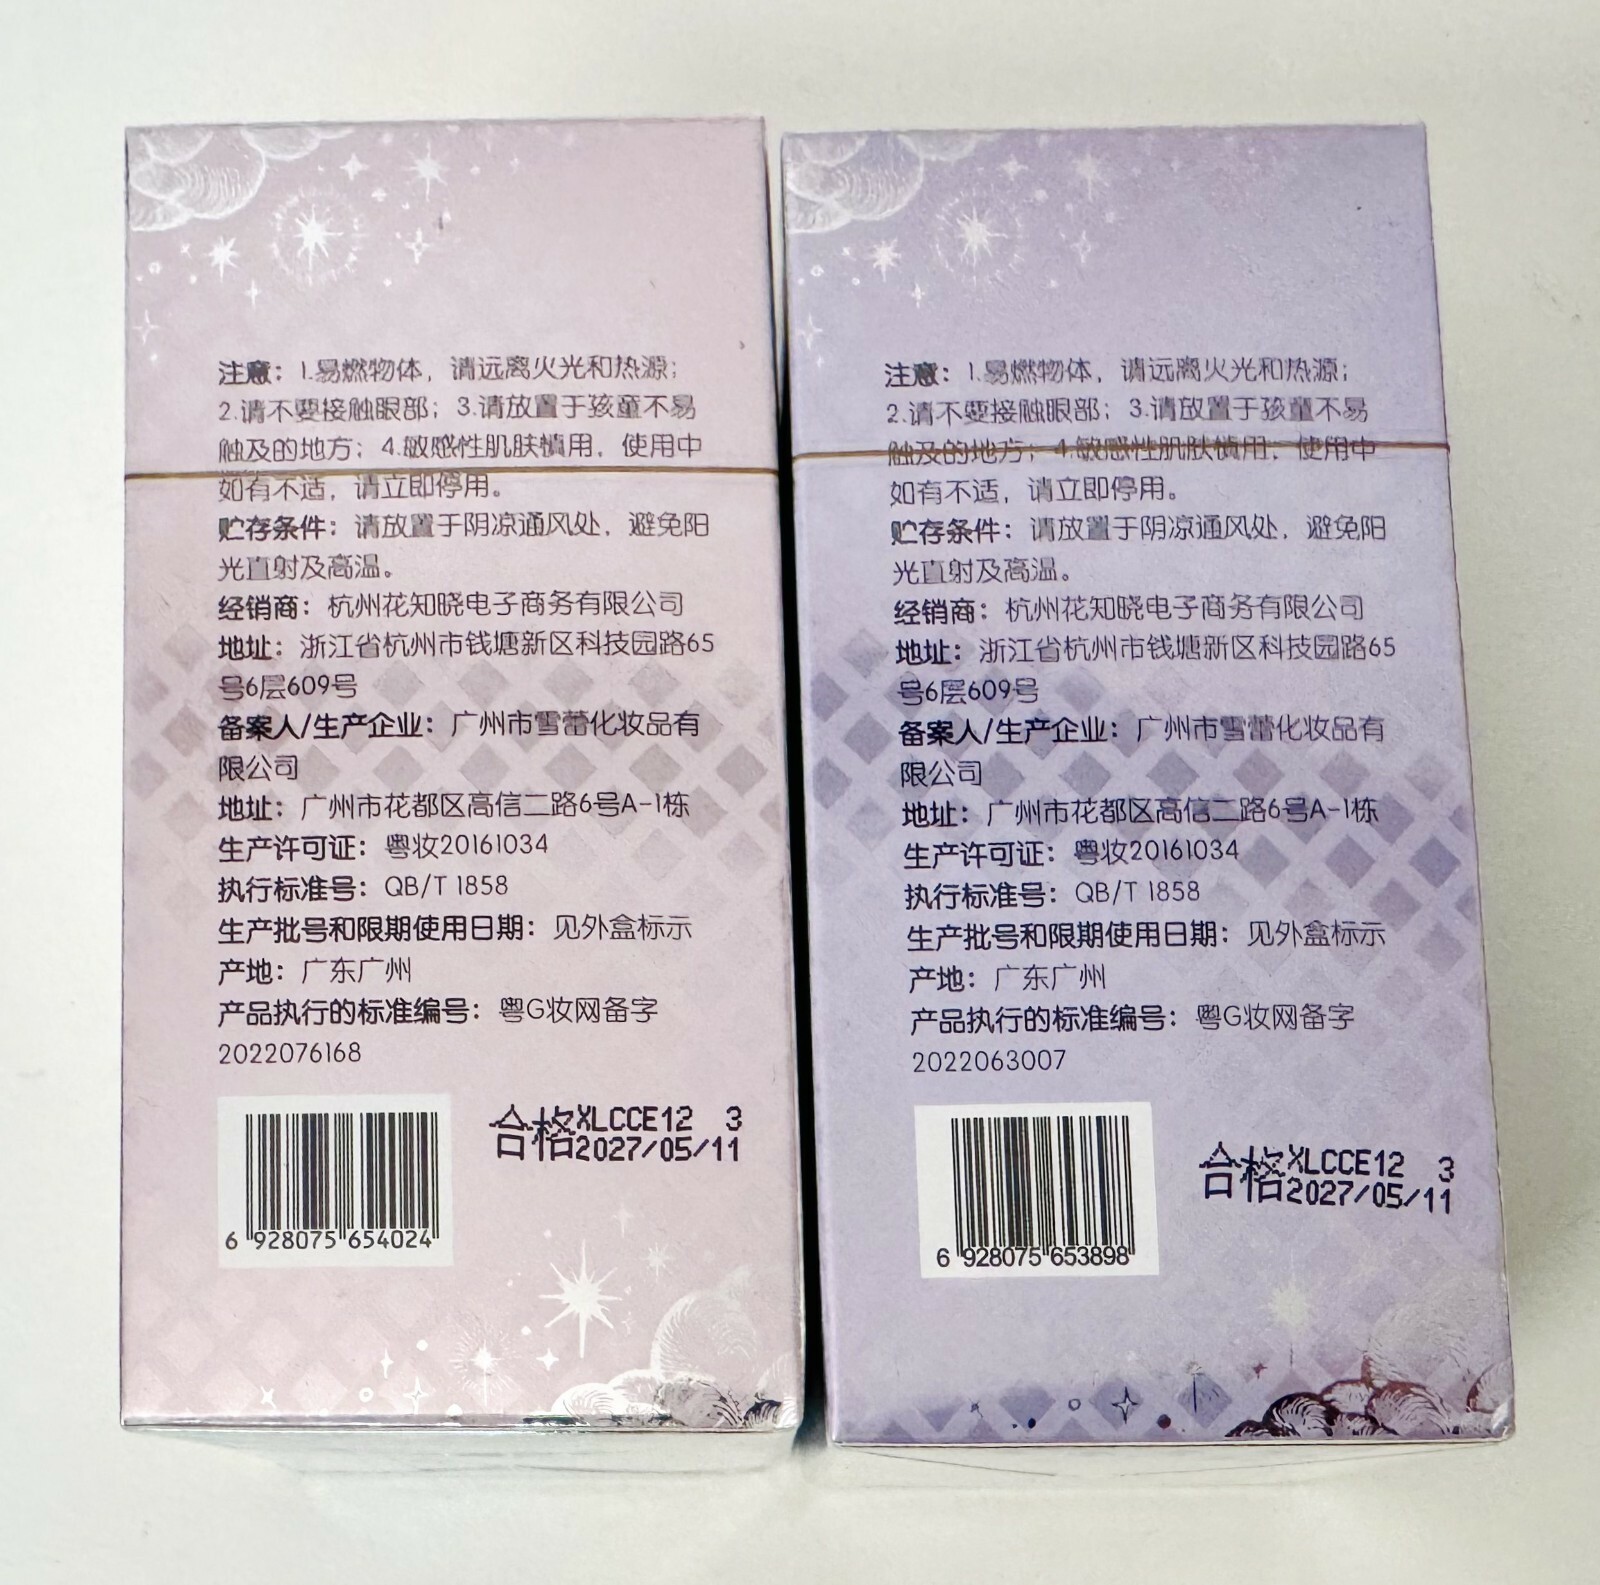 注意：1.易燃物体，请远离火光和热源；
2.请不要接触眼部；3.请放置于孩童不易
触及的地方；4.敏感性肌肤慎用，使用中
如有不适，请立即停用。
贮存条件：请放置于阴凉通风处，避免阳
光直射及高温。
经销商：杭州花知晓电子商务有限公司
地址：浙江省杭州市钱塘新区科技园路65
号6层609号
备案人/生产企业：广州市雪蕾化妆品有
限公司
地址：广州市花都区高信二路6号A-1栋
生产许可证：粤妆20161034
执行标准号：QB/T 1858
生产批号和限期使用日期：见外盒标示
产地：广东广州
产品执行的标准编号：粤G妆网备字
2022076168
合格XLCCE12 3
2027/05/11
6 928075 654024
注意：1.易燃物体，请远离火光和热源；
2.请不要接触眼部；3.请放置于孩童不易
触及的地方；4.敏感性肌肤慎用，使用中
如有不适，请立即停用。
贮存条件：请放置于阴凉通风处，避免阳
光直射及高温。
经销商：杭州花知晓电子商务有限公司
地址：浙江省杭州市钱塘新区科技园路65
号6层609号
备案人/生产企业：广州市雪蕾化妆品有
限公司
地址：广州市花都区高信二路6号A-1栋
生产许可证：粤妆20161034
执行标准号：QB/T 1858
生产批号和限期使用日期：见外盒标示
产地：广东广州
产品执行的标准编号：粤G妆网备字
2022063007
合格XLCCE12 3
2027/05/11
6 928075 653898